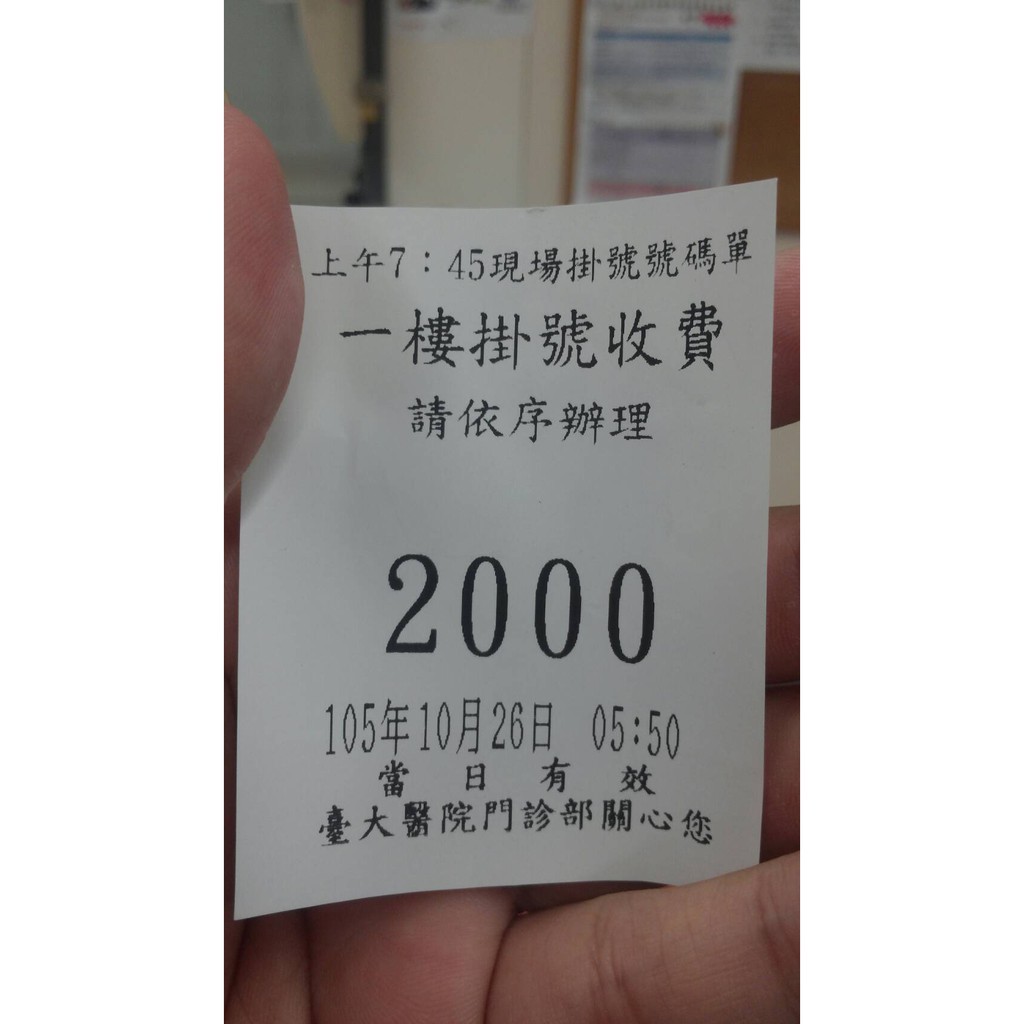 上午7：45現場掛號號碼單
一樓掛號收費
請依序辦理
2000
105年10月26日 05:50
當日有效
臺大醫院門診部關心您